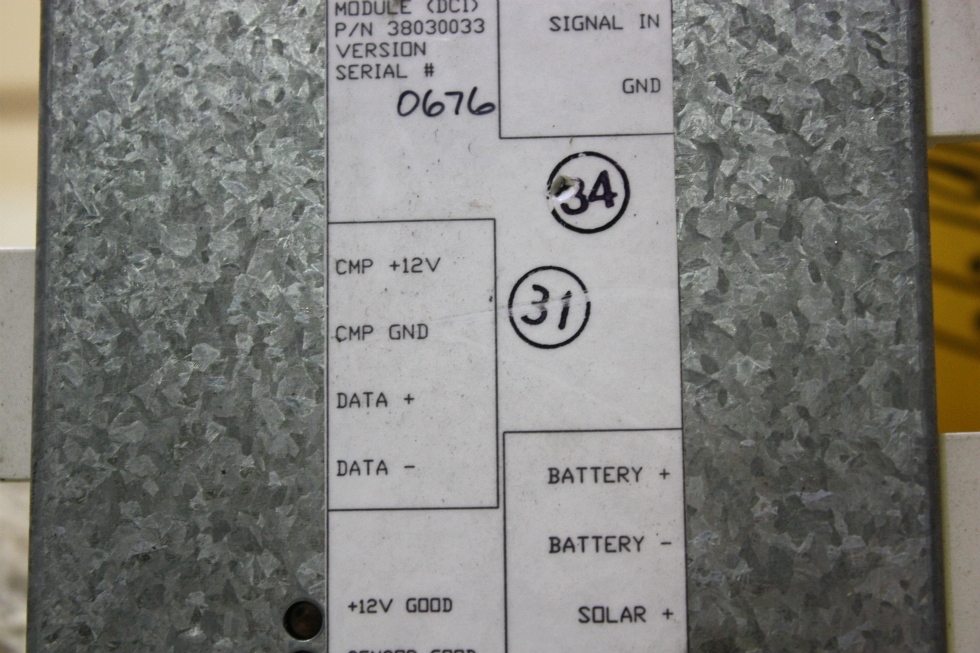 MODULE (DCI)
P/N 38030033
VERSION
SERIAL #
0676
SIGNAL IN
GND
34
31
CMP +12V
CMP GND
DATA +
DATA -
BATTERY +
BATTERY -
SOLAR +
+12V GOOD